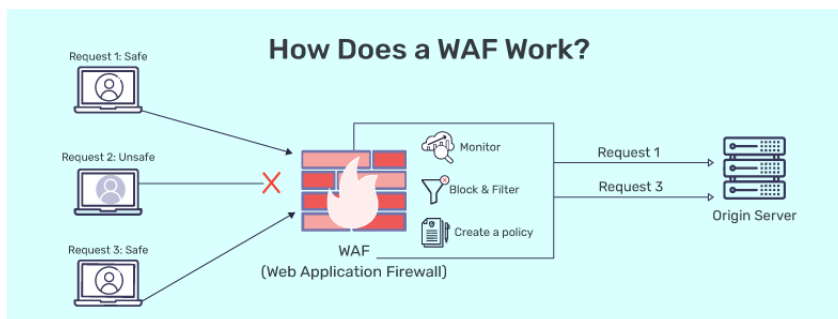 How Does a WAF Work?
Request 1: Safe
Request 2: Unsafe
Request 3: Safe
WAF
(Web Application Firewall)
Monitor
Block & Filter
Create a policy
Request 1
Request 3
Origin Server